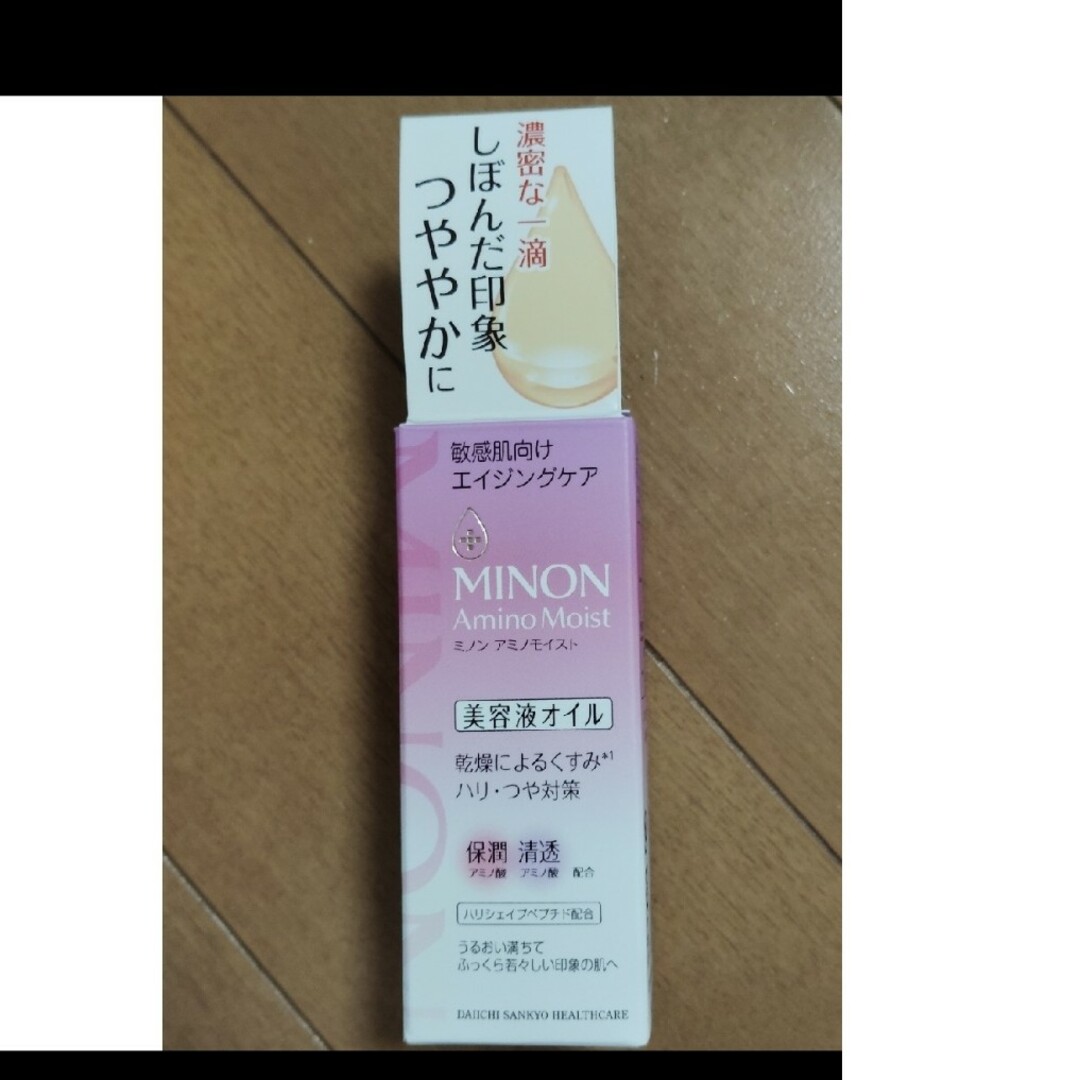 濃密な一滴
しぼんだ印象
つややかに
敏感肌向け
エイジングケア
MINON
Amino Moist
ミノン アミノモイスト
美容液オイル
乾燥によるくすみ*1
ハリ・つや対策
保潤 清透
アミノ酸 アミノ酸 配合
ハリシェイプペプチド配合
うるおい満ちて
ふっくら若々しい印象の肌へ
DAIICHI SANKYO HEALTHCARE
MINON